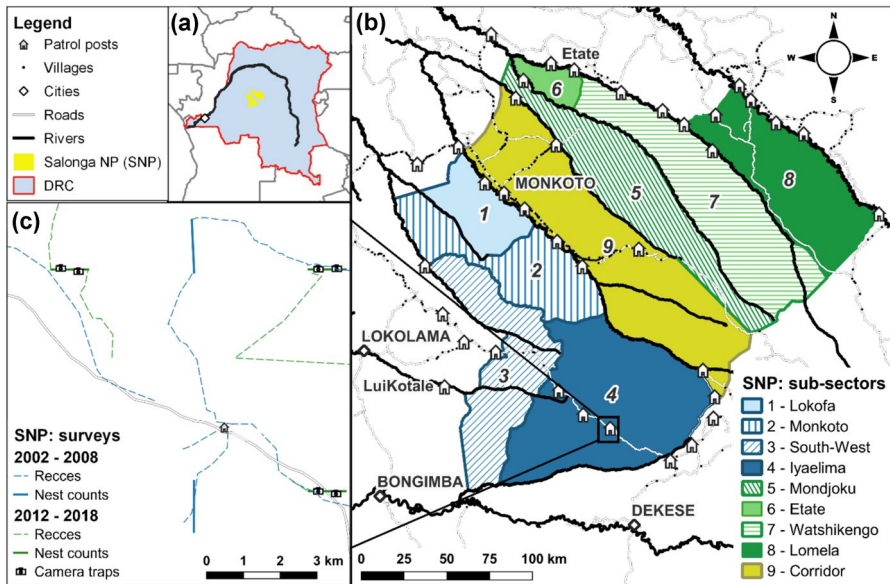 Legend
Patrol posts
Villages
Cities
Roads
Rivers
Salonga NP (SNP)
DRC
(a)
(b)
N
W E
S
Etate
6
MONKOTO
5
7
8
1
9
2
LOKOLAMA
3
LuiKotale
4
BONGIMBA
DEKESE
0 25 50 75 100 km
SNP: sub-sectors
1 - Lokofa
2 - Monkoto
3 - South-West
4 - Iyaelima
5 - Mondjoku
6 - Etate
7 - Watshikengo
8 - Lomela
9 - Corridor
(c)
SNP: surveys
2002 - 2008
Recces
Nest counts
2012 - 2018
Recces
Nest counts
Camera traps
0 1 2 3 km